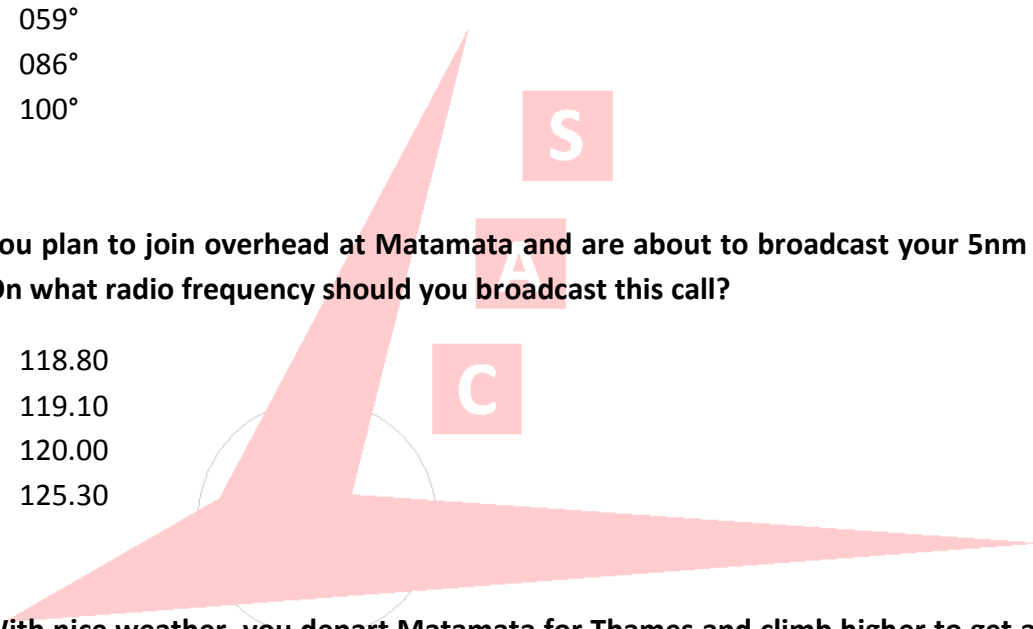 059°
086°
100°
S
ou plan to join overhead at Matamata and are about to broadcast your 5nm
On what radio frequency should you broadcast this call?
A
118.80
119.10
C
120.00
125.30
With nice weather, you depart Matamata for Thames and climb higher to get a